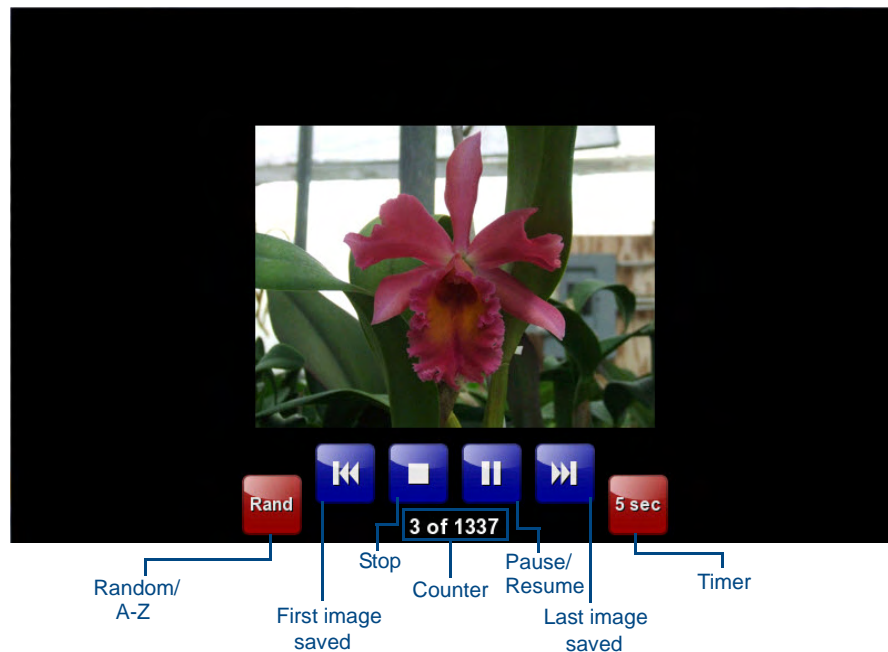 Rand
5 sec
3 of 1337
Stop
Pause/
Resume
Random/
A-Z
Counter
Timer
First image
saved
Last image
saved